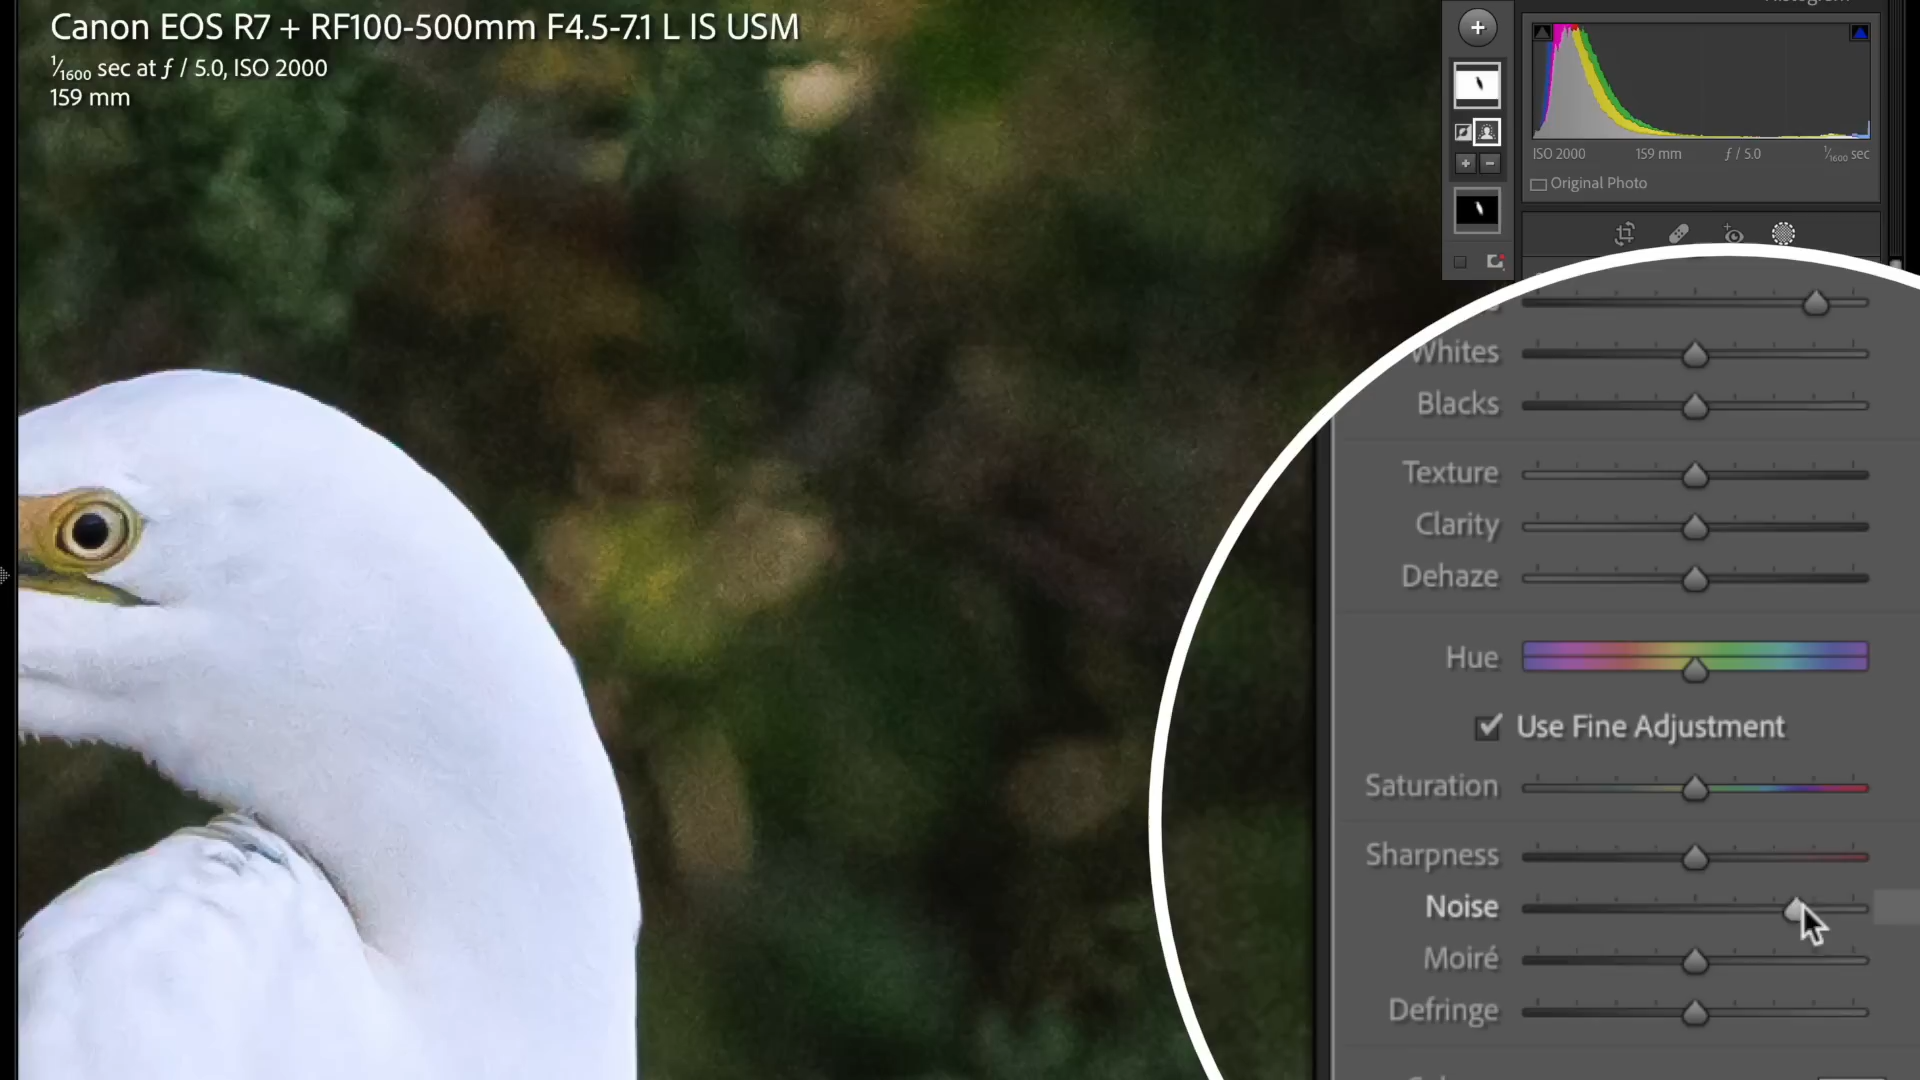 Canon EOS R7 + RF100-500mm F4.5-7.1 L IS USM
1/1600 sec at ƒ / 5.0, ISO 2000
159 mm
ISO 2000 159 mm ƒ / 5.0 1/1600 sec
Original Photo
Whites
Blacks
Texture
Clarity
Dehaze
Hue
Use Fine Adjustment
Saturation
Sharpness
Noise
Moiré
Defringe